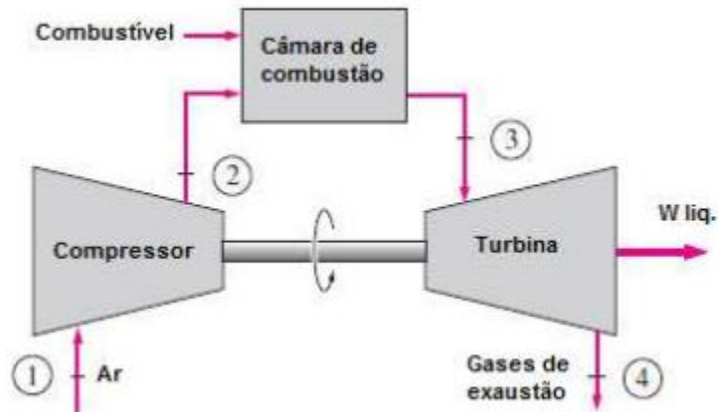 Combustível
Câmara de
combustão
2
3
W liq.
Compressor
Turbina
1
Ar
Gases de
exaustão
4